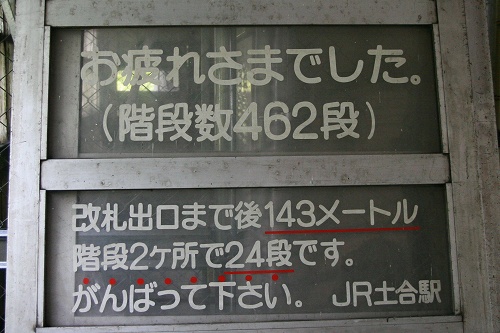 お疲れさまでした。
（階段数462段）
改札出口まで後143メートル
階段2ヶ所で24段です。
がんばって下さい。 JR土合駅